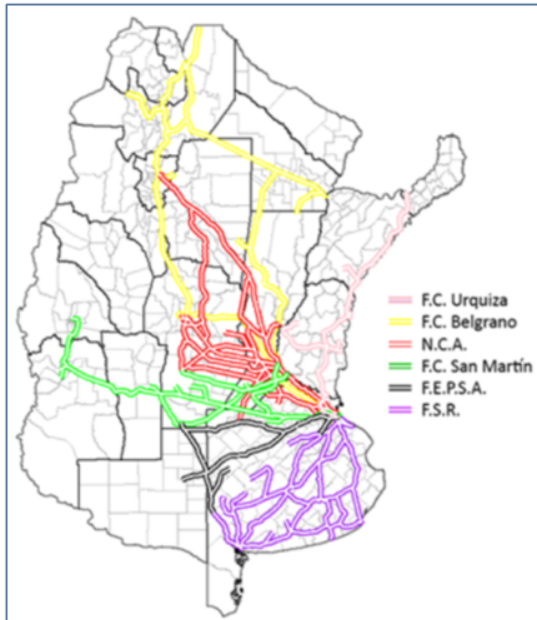 F.C. Urquiza
F.C. Belgrano
N.C.A.
F.C. San Martín
F.E.P.S.A.
F.S.R.